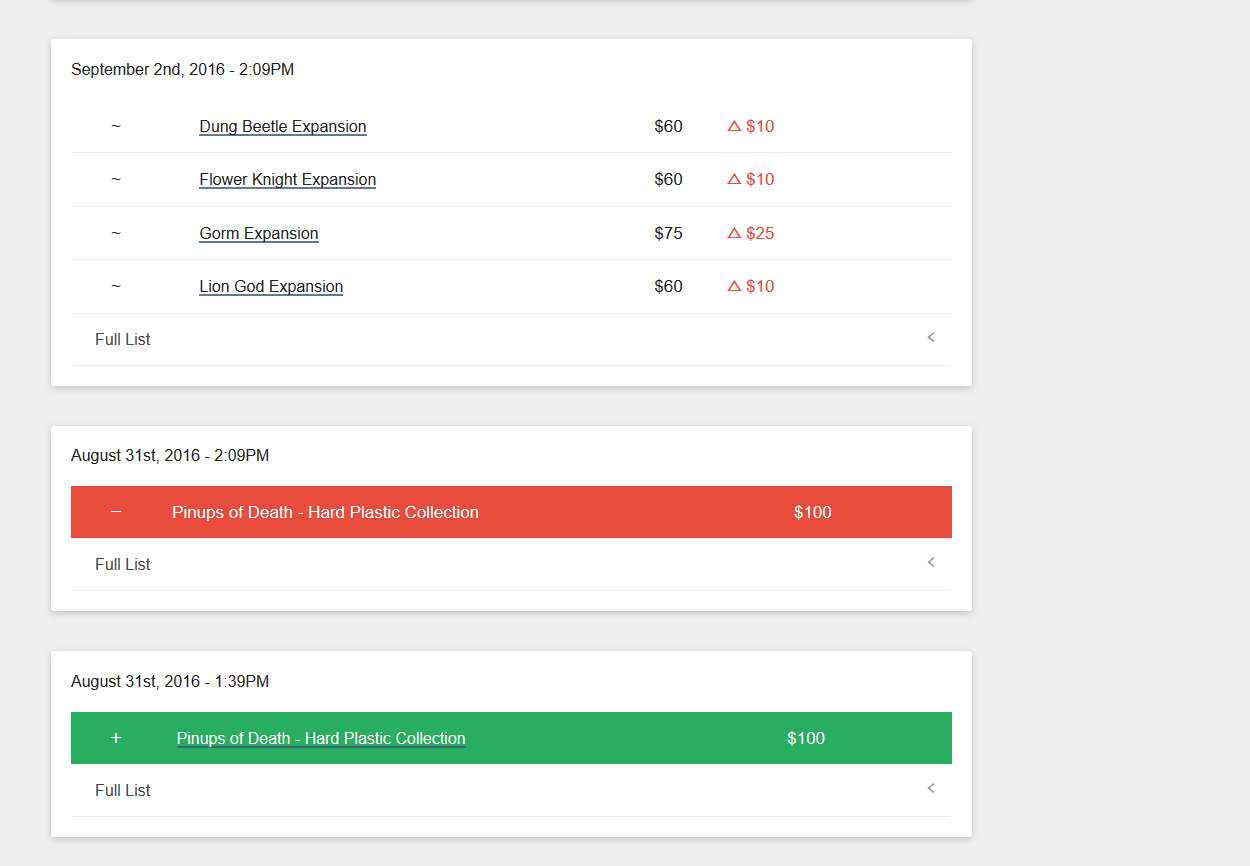 September 2nd, 2016 - 2:09PM
~ Dung Beetle Expansion $60 △ $10
~ Flower Knight Expansion $60 △ $10
~ Gorm Expansion $75 △ $25
~ Lion God Expansion $60 △ $10
Full List <
August 31st, 2016 - 2:09PM
− Pinups of Death - Hard Plastic Collection $100
Full List <
August 31st, 2016 - 1:39PM
+ Pinups of Death - Hard Plastic Collection $100
Full List <